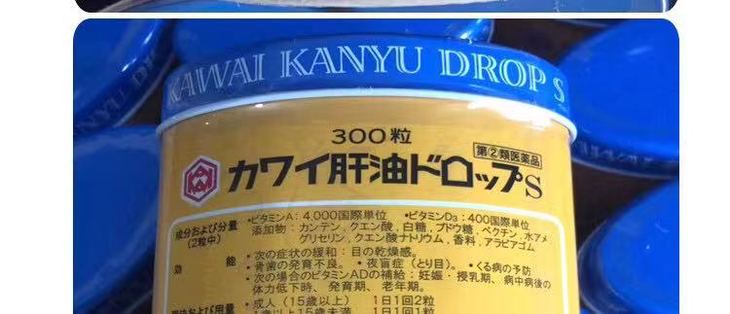 KAWAI KANYU DROP S
300粒
指②類医薬品
カワイ肝油ドロップS
成分および分量
(2粒中)
•ビタミンA:4,000国際単位 •ビタミンD3:400国際単位
添加物:カンテン、クエン酸、白糖、ブドウ糖、ペクチン、水アメ
グリセリン、クエン酸ナトリウム、香料、アラビアゴム
効能
•次の症状の緩和:目の乾燥感。
•骨歯の発育不良。 •夜盲症(とり目)。 •くる病の予防
•次の場合のビタミンADの補給:妊娠・授乳期、病中病後の
体力低下時、発育期、老年期。
•成人(15歳以上) 1日1回2粒